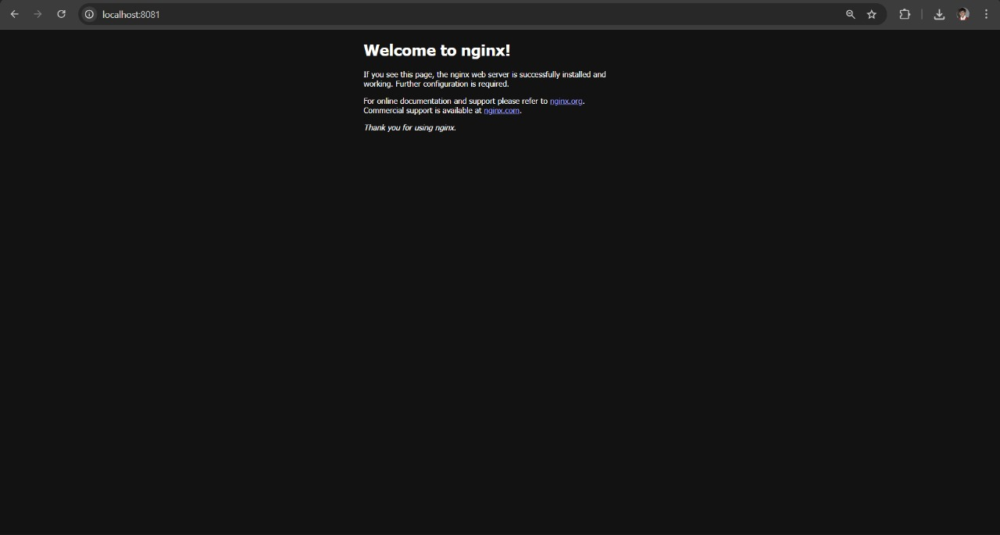 localhost:8081
Welcome to nginx!
If you see this page, the nginx web server is successfully installed and
working. Further configuration is required.
For online documentation and support please refer to nginx.org.
Commercial support is available at nginx.com.
Thank you for using nginx.